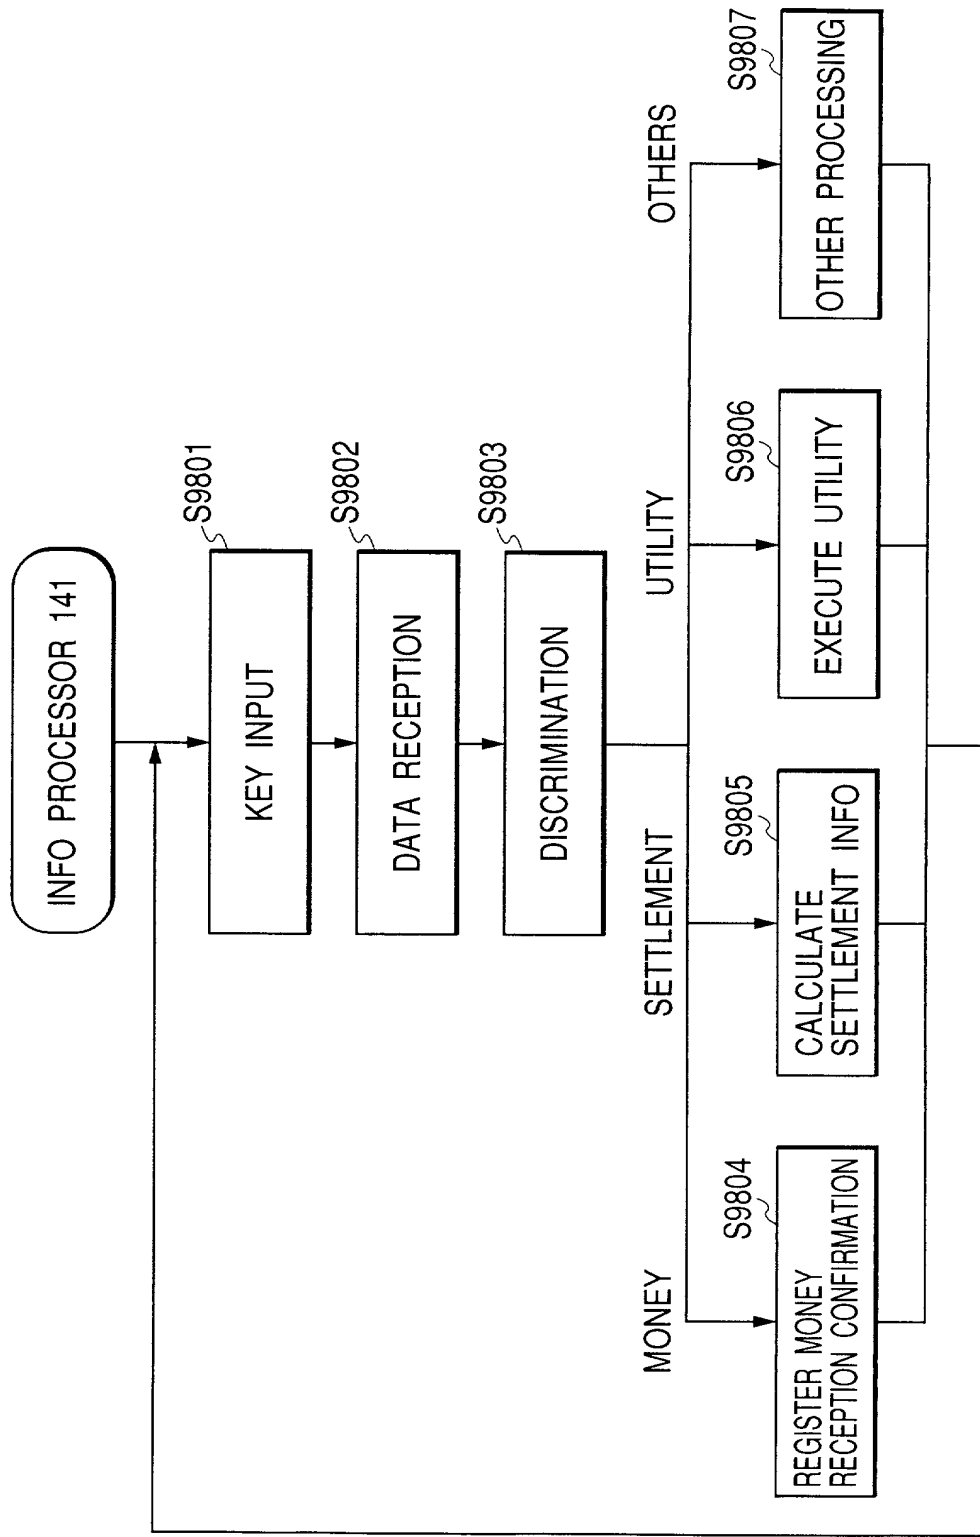 INFO PROCESSOR 141
S9801
KEY INPUT
S9802
DATA RECEPTION
S9803
DISCRIMINATION
MONEY
SETTLEMENT
UTILITY
OTHERS
S9804
REGISTER MONEY
RECEPTION CONFIRMATION
S9805
CALCULATE
SETTLEMENT INFO
S9806
EXECUTE UTILITY
S9807
OTHER PROCESSING